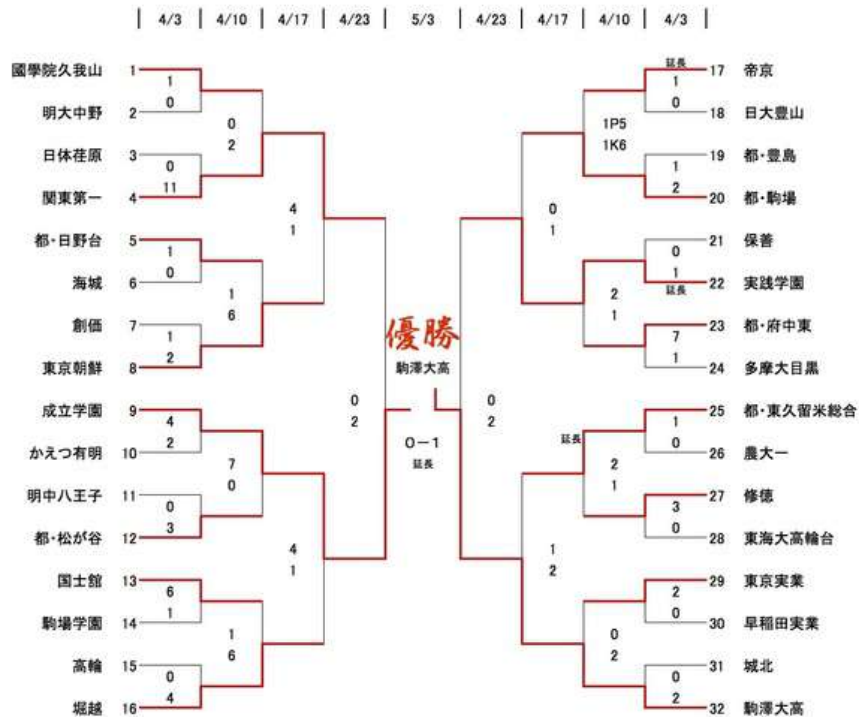 4/3 4/10 4/17 4/23 5/3 4/23 4/17 4/10 4/3
國學院久我山 1
1
0
明大中野 2
0
2
日体荏原 3
0
11
関東第一 4
4
1
都・日野台 5
1
0
海城 6
1
6
創価 7
1
2
東京朝鮮 8
0
2
成立学園 9
4
2
かえつ有明 10
7
0
明中八王子 11
0
3
都・松が谷 12
4
1
国士舘 13
6
1
駒場学園 14
1
6
高輪 15
0
4
堀越 16
優勝
駒澤大高
0-1
延長
延長
17 帝京
1
0
18 日大豊山
1P5
1K6
19 都・豊島
1
2
20 都・駒場
0
1
21 保善
0
1
延長
22 実践学園
2
1
23 都・府中東
7
1
24 多摩大目黒
0
2
25 都・東久留米総合
1
0
26 農大一
延長
2
1
27 修徳
3
0
28 東海大高輪台
1
2
29 東京実業
2
0
30 早稲田実業
0
2
31 城北
0
2
32 駒澤大高